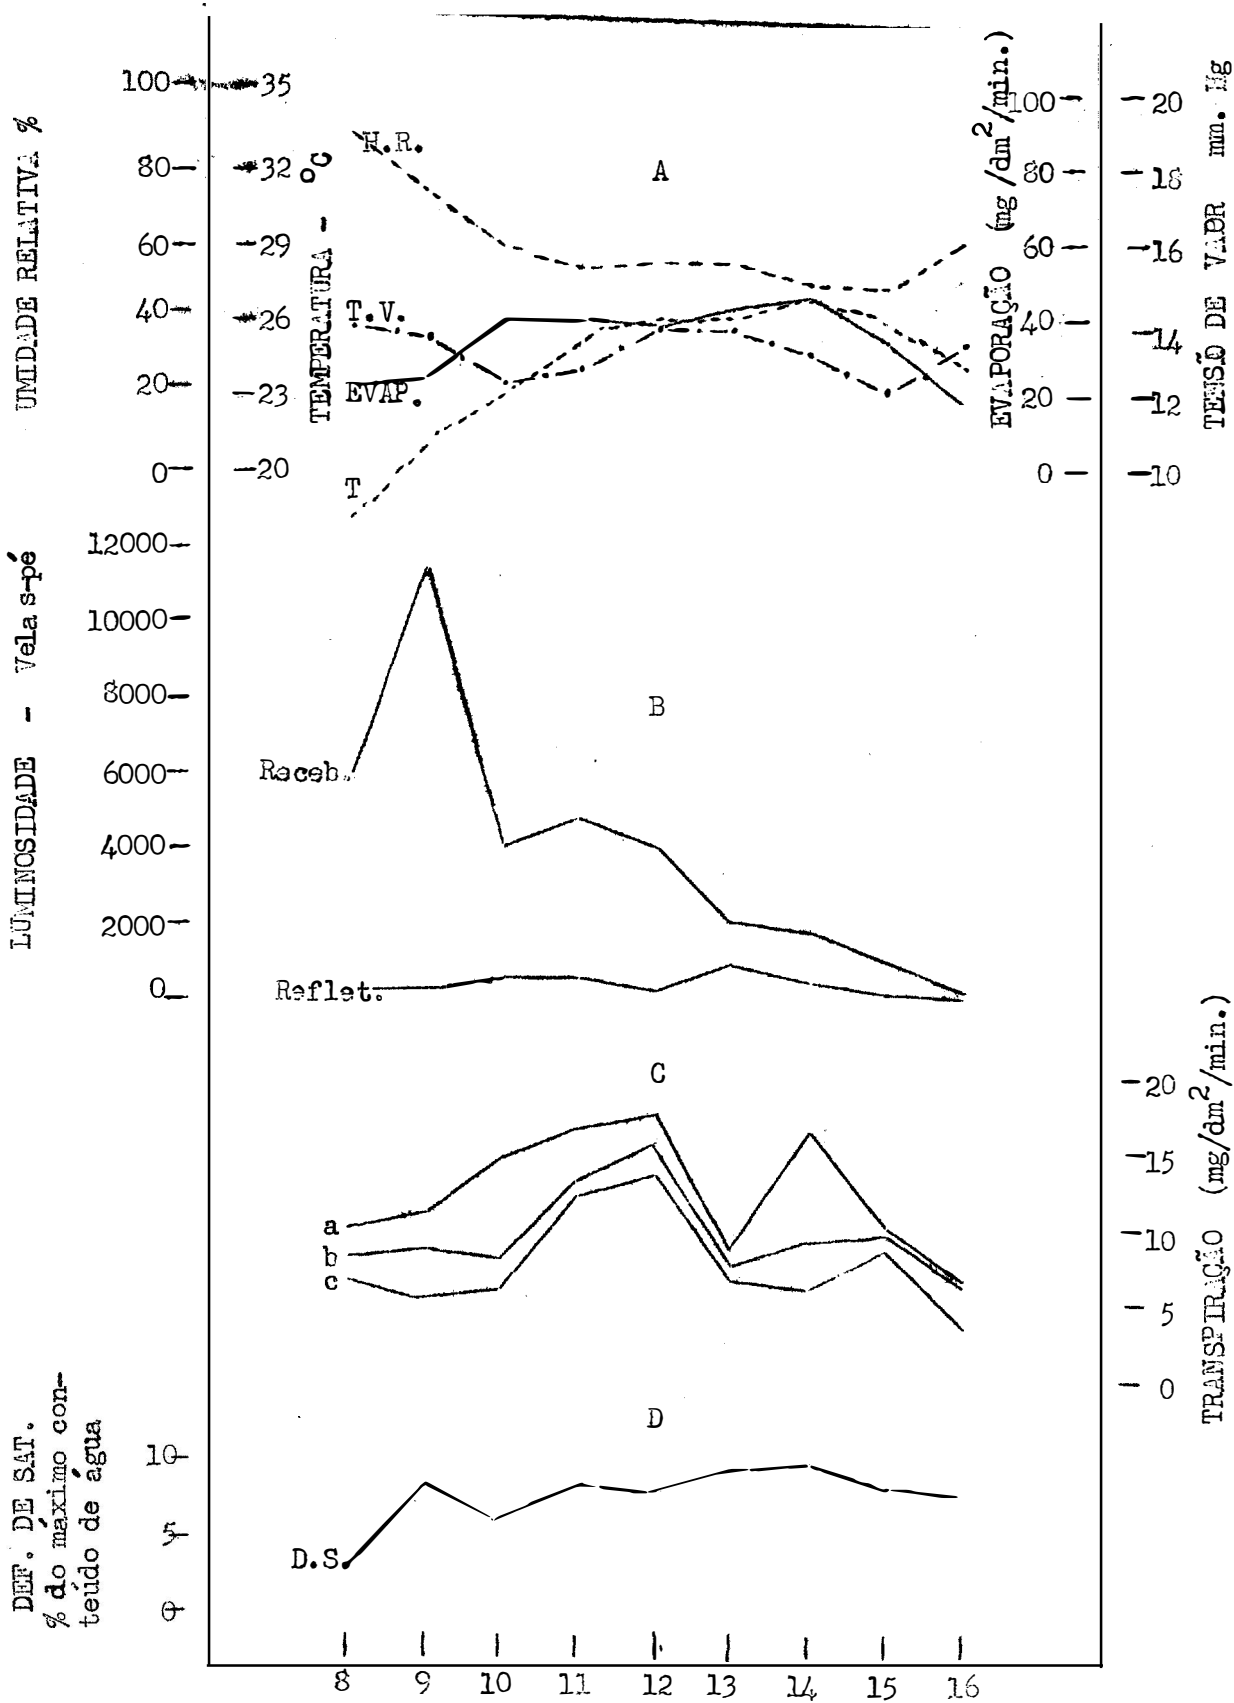 UMIDADE RELATIVA %
100
80
60
40
20
0
35
32
29
26
23
20
TEMPERATURA - ºC
H.R.
T.V.
EVAP.
T
A
EVAPORAÇÃO (mg/dm²/min.)
100
80
60
40
20
0
20
18
16
14
12
10
TENSÃO DE VAPOR mm. Hg
LUMINOSIDADE - Velas-pé
12000
10000
8000
6000
4000
2000
0
B
Receb.
Reflet.
C
a
b
c
20
15
10
5
0
TRANSPIRAÇÃO (mg/dm²/min.)
DEF. DE SAT.
% do máximo con-
teúdo de água
10
5
0
D
D.S.
8 9 10 11 12 13 14 15 16